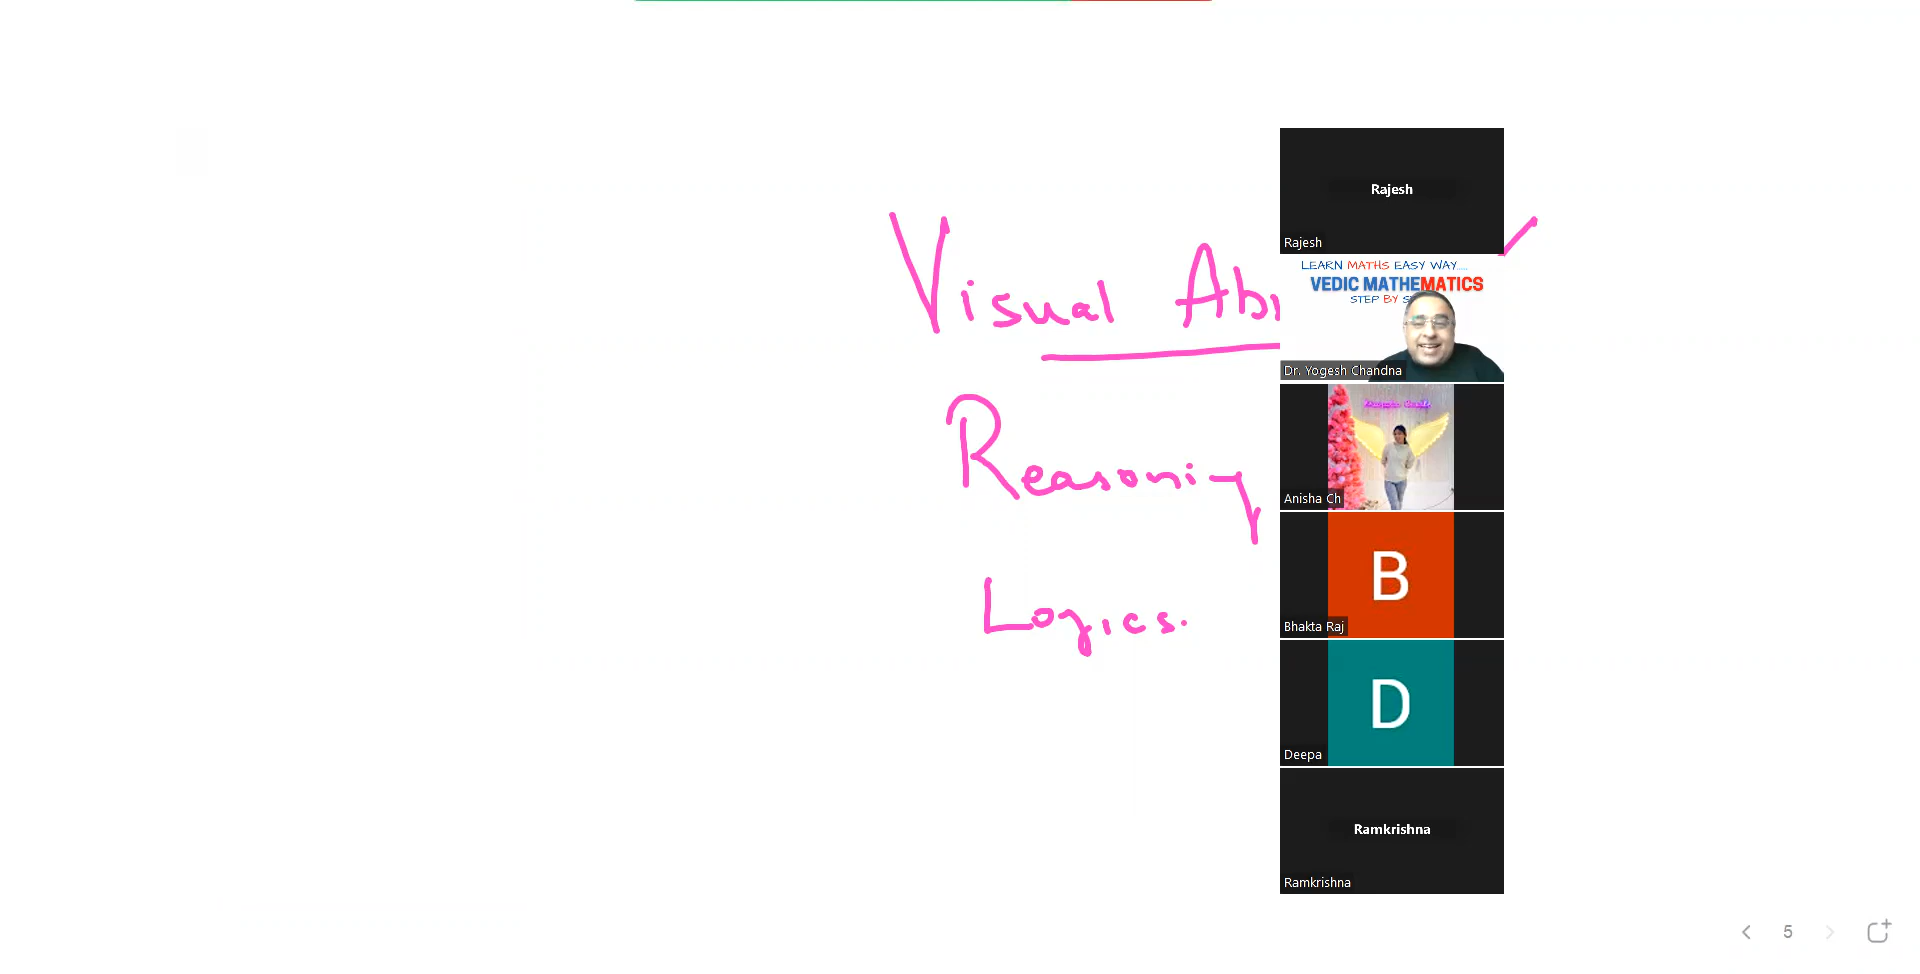 Rajesh
Rajesh
LEARN MATHS EASY WAY.....
VEDIC MATHEMATICS
STEP BY
Dr. Yogesh Chandna
Visual
Reasoning
Logics.
Anisha Ch
B
Bhakta Raj
D
Deepa
Ramkrishna
Ramkrishna
5